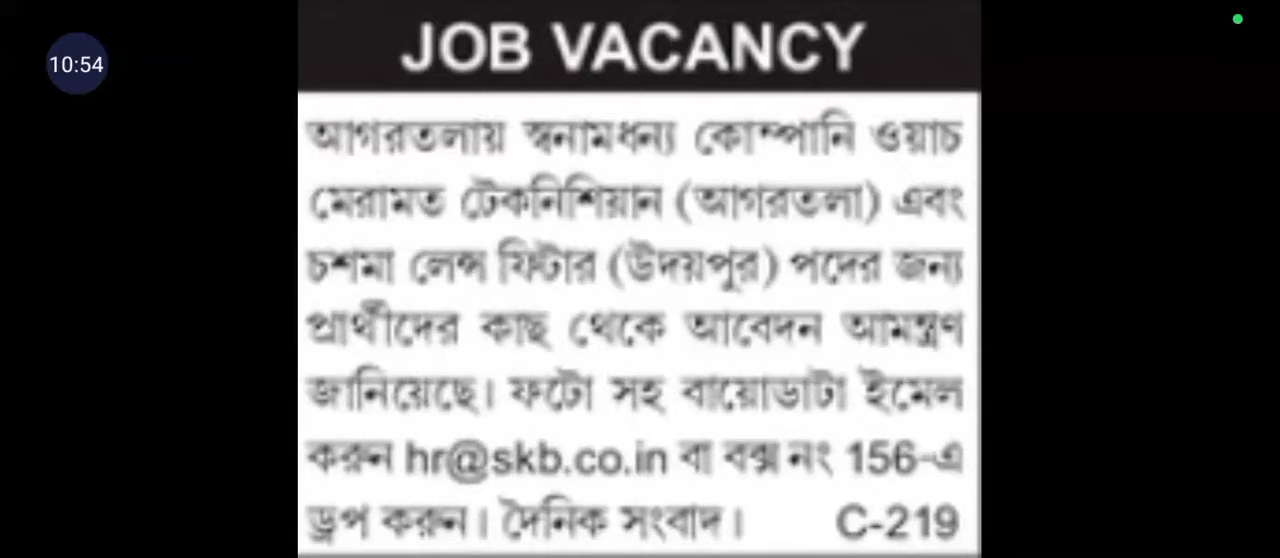 10:54
JOB VACANCY
আগরতলায় স্বনামধন্য কোম্পানি ওয়াচ
মেরামত টেকনিশিয়ান (আগরতলা) এবং
চশমা লেন্স ফিটার (উদয়পুর) পদের জন্য
প্রার্থীদের কাছ থেকে আবেদন আমন্ত্রণ
জানিয়েছে। ফটো সহ বায়োডাটা ইমেল
করুন hr@skb.co.in বা বক্স নং 156-এ
ড্রপ করুন। দৈনিক সংবাদ। C-219